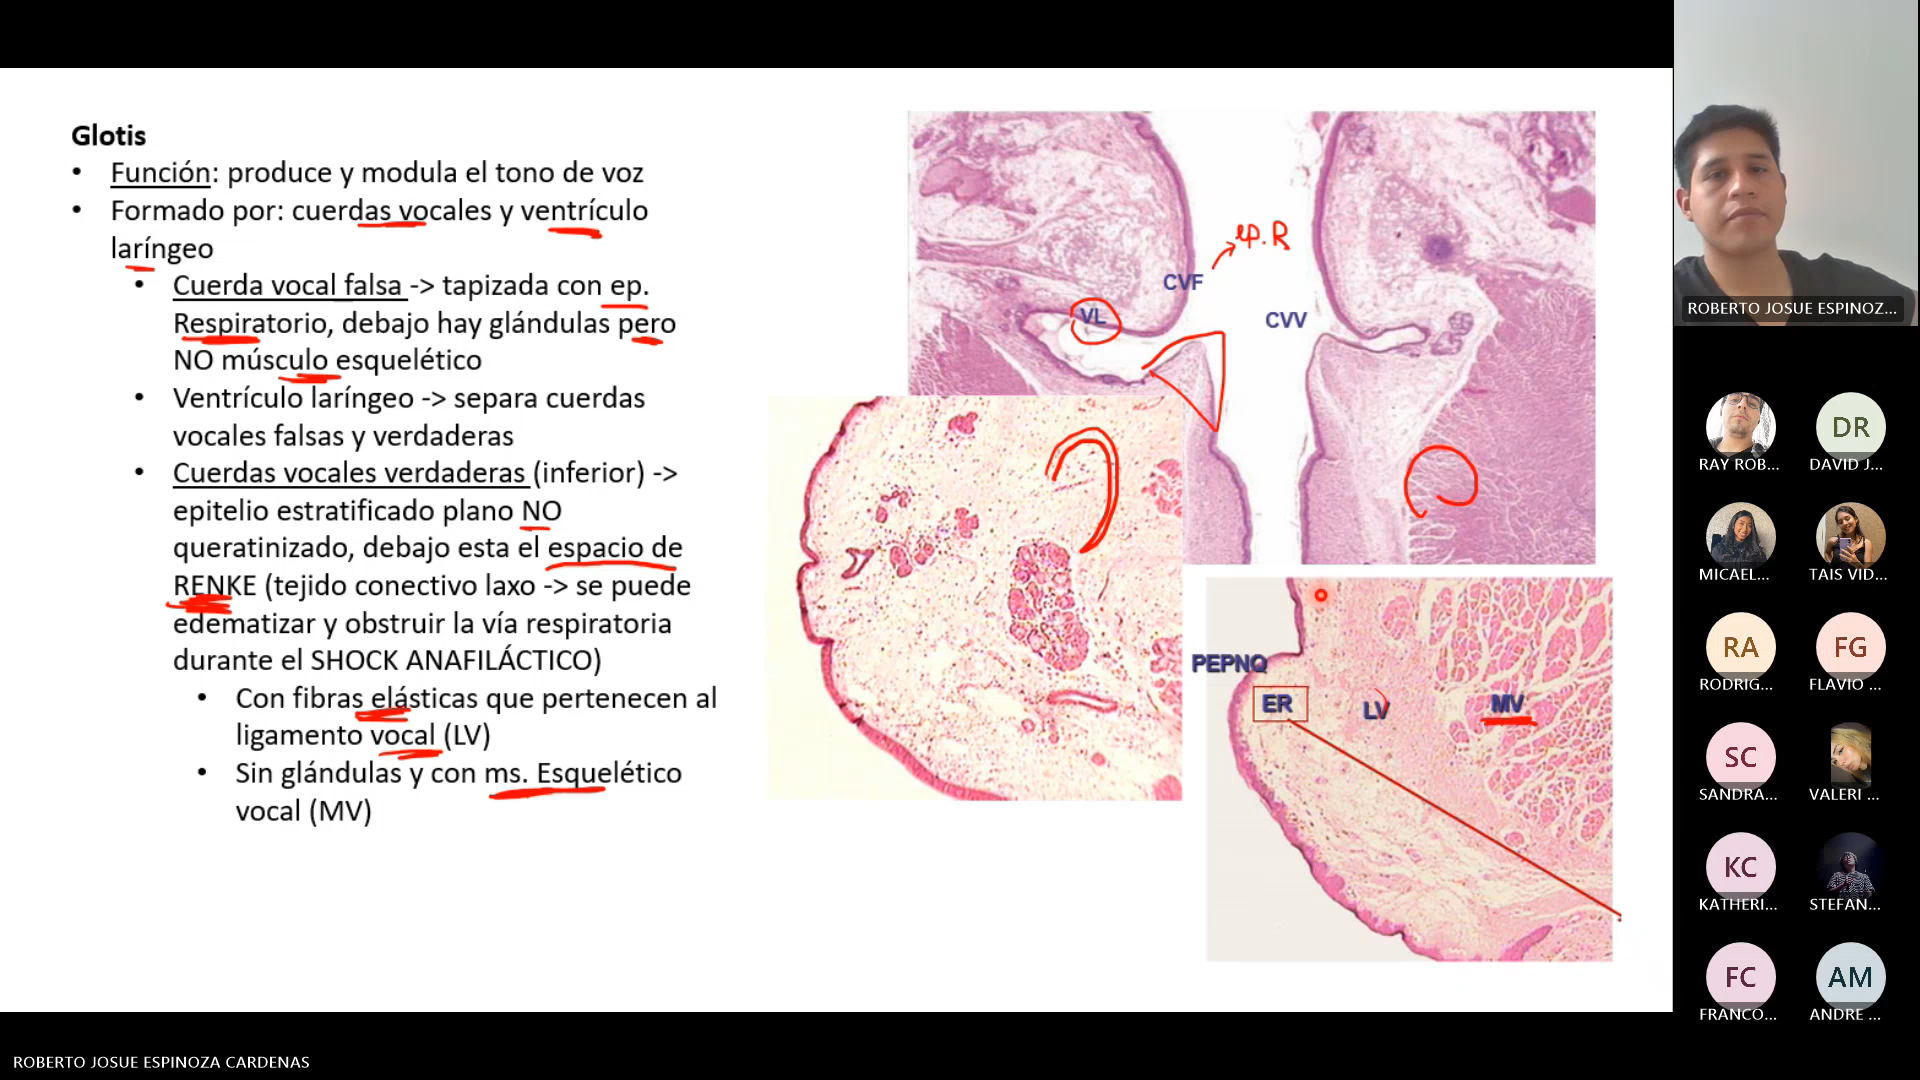 Glotis
• Función: produce y modula el tono de voz
• Formado por: cuerdas vocales y ventrículo
laríngeo
• Cuerda vocal falsa -> tapizada con ep.
Respiratorio, debajo hay glándulas pero
NO músculo esquelético
• Ventrículo laríngeo -> separa cuerdas
vocales falsas y verdaderas
• Cuerdas vocales verdaderas (inferior) ->
epitelio estratificado plano NO
queratinizado, debajo esta el espacio de
RENKE (tejido conectivo laxo -> se puede
edematizar y obstruir la vía respiratoria
durante el SHOCK ANAFILÁCTICO)
• Con fibras elásticas que pertenecen al
ligamento vocal (LV)
• Sin glándulas y con ms. Esquelético
vocal (MV)
ep. R
CVF
VL
CVV
PEPNQ
ER
LV
MV
ROBERTO JOSUE ESPINOZ...
RAY ROB...
DR
DAVID J...
MICAEL...
TAIS VID...
RA
RODRIG...
FG
FLAVIO ...
SC
SANDRA...
VALERI ...
KC
KATHERI...
STEFAN...
FC
FRANCO...
AM
ANDRE ...
ROBERTO JOSUE ESPINOZA CARDENAS